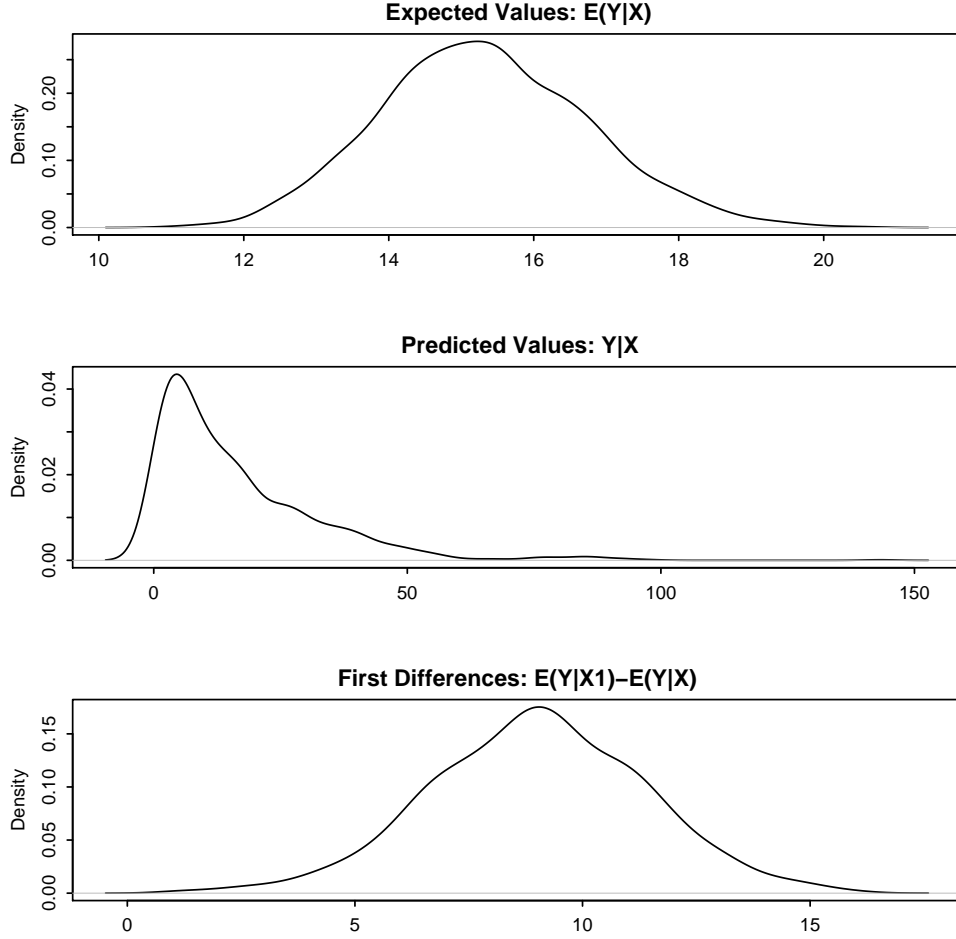 Expected Values: E(Y|X)
Density
0.00 0.10 0.20
10 12 14 16 18 20
Predicted Values: Y|X
Density
0.00 0.02 0.04
0 50 100 150
First Differences: E(Y|X1)−E(Y|X)
Density
0.00 0.05 0.10 0.15
0 5 10 15